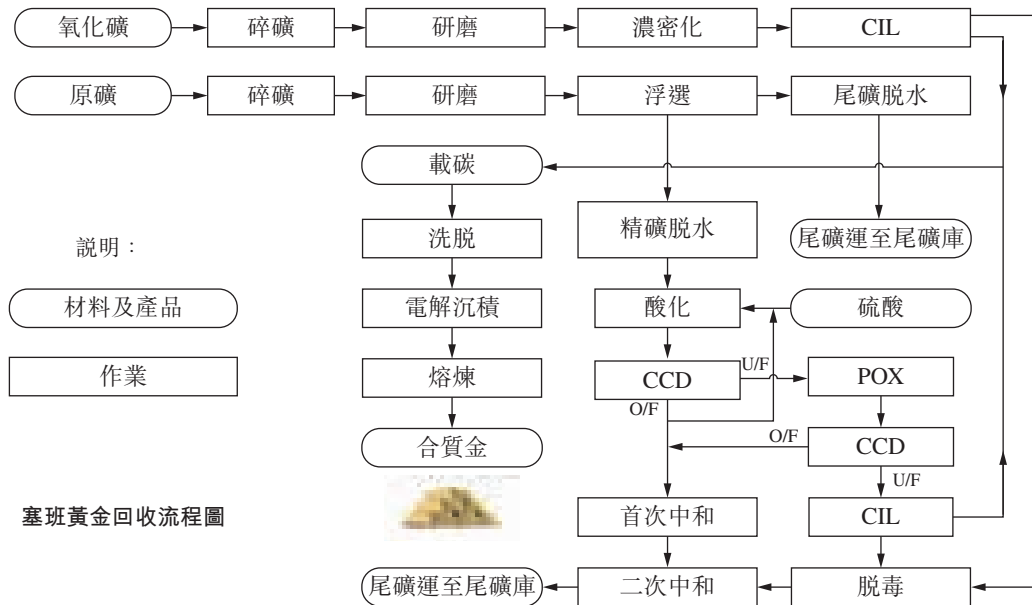 氧化礦
碎礦
研磨
濃密化
CIL
原礦
碎礦
研磨
浮選
尾礦脫水
載碳
洗脫
精礦脫水
尾礦運至尾礦庫
說明：
材料及產品
電解沉積
酸化
硫酸
作業
熔煉
CCD
U/F
POX
O/F
合質金
O/F
CCD
U/F
塞班黃金回收流程圖
首次中和
CIL
尾礦運至尾礦庫
二次中和
脫毒